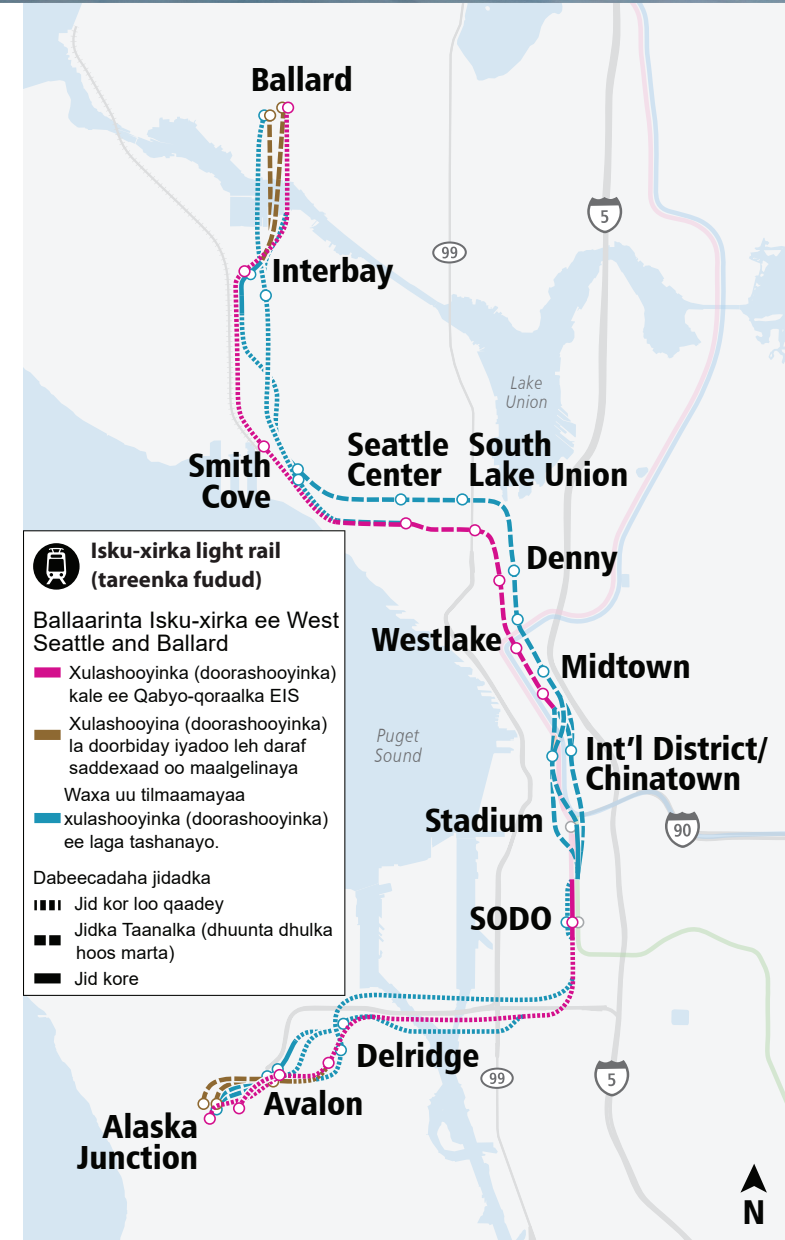 Ballard
5
99
Interbay
Lake
Union
Seattle
Center
South
Lake Union
Smith
Cove
Denny
Westlake
Midtown
Puget
Sound
Int'l District/
Chinatown
Stadium
90
SODO
Delridge
99
5
Avalon
Alaska
Junction
N
Isku-xirka light rail
(tareenka fudud)
Ballaarinta Isku-xirka ee West
Seattle and Ballard
Xulashooyinka (doorashooyinka)
kale ee Qabyo-qoraalka EIS
Xulashooyina (doorashooyinka)
la doorbiday iyadoo leh daraf
saddexaad oo maalgelinaya
Waxa uu tilmaamayaa
xulashooyinka (doorashooyinka)
ee laga tashanayo.
Dabeecadaha jidadka
Jid kor loo qaadey
Jidka Taanalka (dhuunta dhulka
hoos marta)
Jid kore